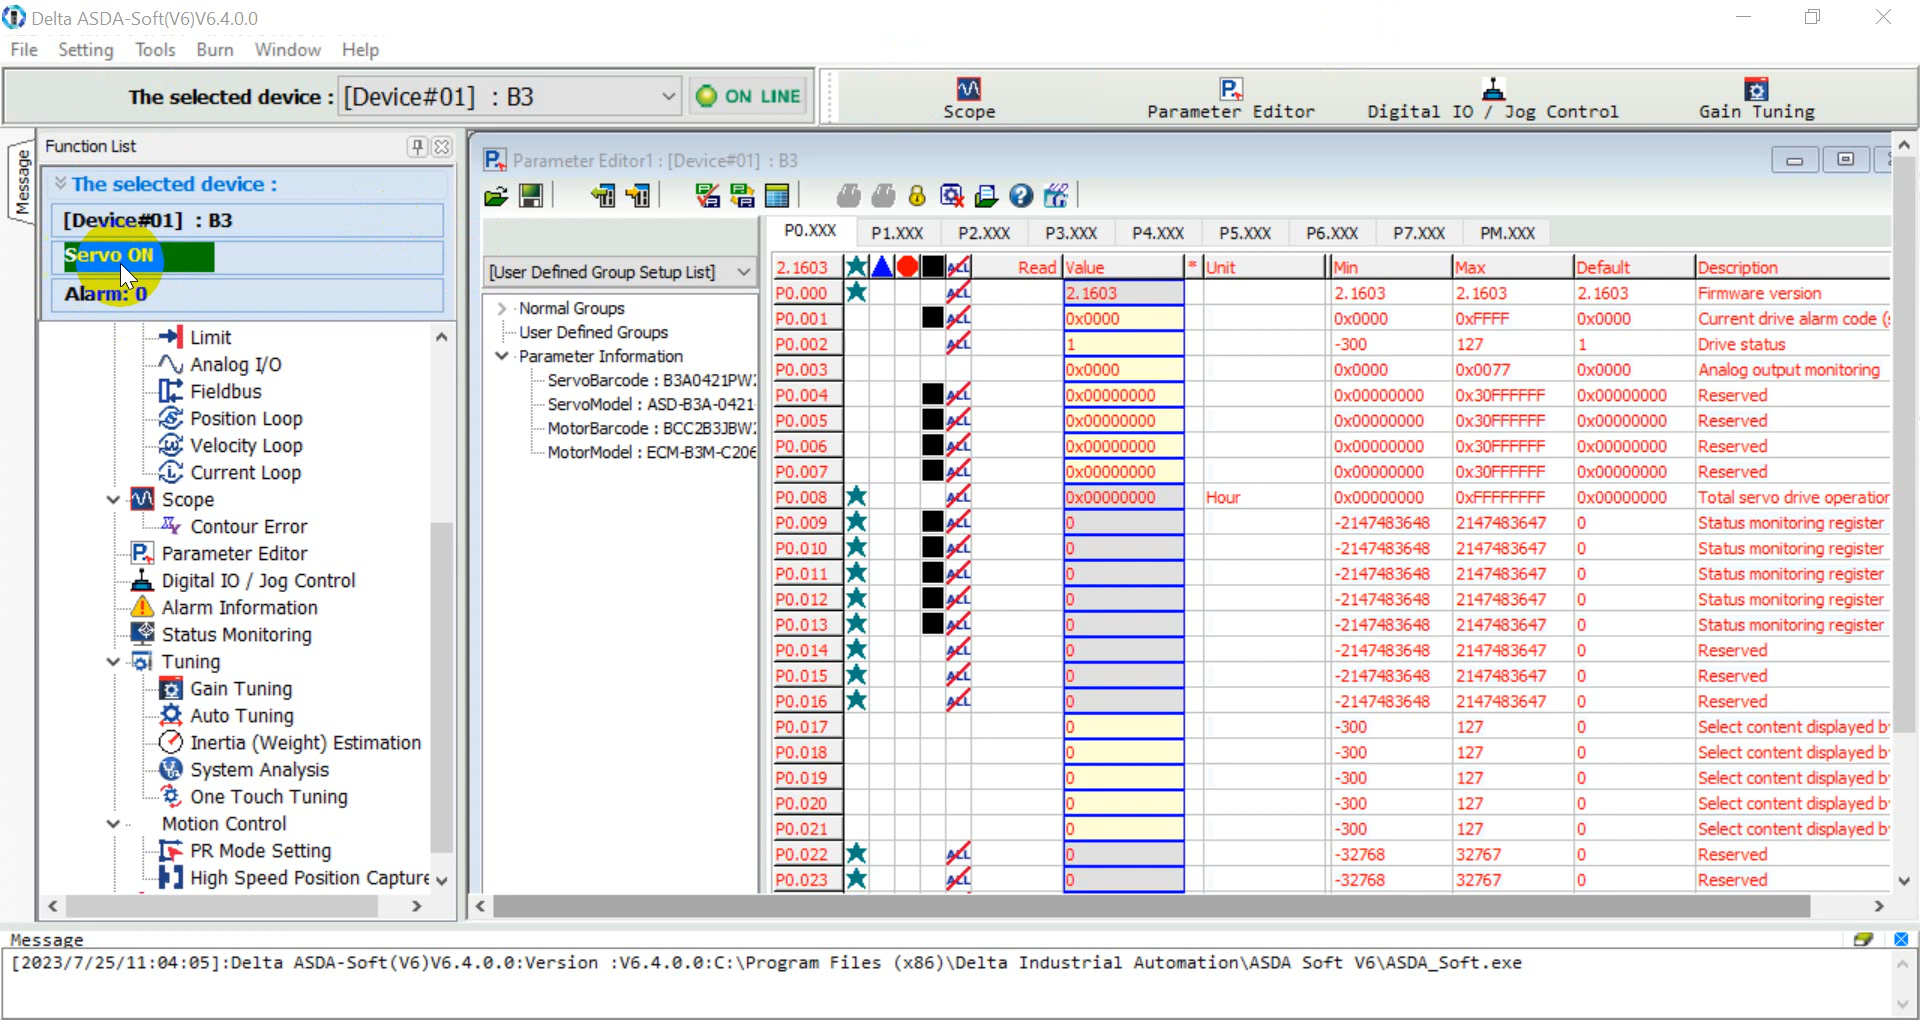 Delta ASDA-Soft(V6)V6.4.0.0
File Setting Tools Burn Window Help
The selected device : [Device#01] : B3 ON LINE
Scope Parameter Editor Digital IO / Jog Control Gain Tuning
Message
Function List
The selected device :
[Device#01] : B3
Servo ON
Alarm: 0
Limit
Analog I/O
Fieldbus
Position Loop
Velocity Loop
Current Loop
Scope
Contour Error
Parameter Editor
Digital IO / Jog Control
Alarm Information
Status Monitoring
Tuning
Gain Tuning
Auto Tuning
Inertia (Weight) Estimation
System Analysis
One Touch Tuning
Motion Control
PR Mode Setting
High Speed Position Capture
Parameter Editor1 : [Device#01] : B3
[User Defined Group Setup List]
Normal Groups
User Defined Groups
Parameter Information
ServoBarcode : B3A0421PW
ServoModel : ASD-B3A-0421
MotorBarcode : BCC2B3JBW
MotorModel : ECM-B3M-C206
P0.XXX P1.XXX P2.XXX P3.XXX P4.XXX P5.XXX P6.XXX P7.XXX PM.XXX
2.1603 ALL Read Value * Unit Min Max Default Description
P0.000 ALL 2.1603 2.1603 2.1603 2.1603 Firmware version
P0.001 ALL 0x0000 0x0000 0xFFFF 0x0000 Current drive alarm code (
P0.002 ALL 1 -300 127 1 Drive status
P0.003 0x0000 0x0000 0x0077 0x0000 Analog output monitoring
P0.004 ALL 0x00000000 0x00000000 0x30FFFFFF 0x00000000 Reserved
P0.005 ALL 0x00000000 0x00000000 0x30FFFFFF 0x00000000 Reserved
P0.006 ALL 0x00000000 0x00000000 0x30FFFFFF 0x00000000 Reserved
P0.007 ALL 0x00000000 0x00000000 0x30FFFFFF 0x00000000 Reserved
P0.008 ALL 0x00000000 Hour 0x00000000 0xFFFFFFFF 0x00000000 Total servo drive operation
P0.009 ALL 0 -2147483648 2147483647 0 Status monitoring register
P0.010 ALL 0 -2147483648 2147483647 0 Status monitoring register
P0.011 ALL 0 -2147483648 2147483647 0 Status monitoring register
P0.012 ALL 0 -2147483648 2147483647 0 Status monitoring register
P0.013 ALL 0 -2147483648 2147483647 0 Status monitoring register
P0.014 ALL 0 -2147483648 2147483647 0 Reserved
P0.015 ALL 0 -2147483648 2147483647 0 Reserved
P0.016 ALL 0 -2147483648 2147483647 0 Reserved
P0.017 0 -300 127 0 Select content displayed b
P0.018 0 -300 127 0 Select content displayed b
P0.019 0 -300 127 0 Select content displayed b
P0.020 0 -300 127 0 Select content displayed b
P0.021 0 -300 127 0 Select content displayed b
P0.022 ALL 0 -32768 32767 0 Reserved
P0.023 ALL 0 -32768 32767 0 Reserved
Message
[2023/7/25/11:04:05]:Delta ASDA-Soft(V6)V6.4.0.0:Version :V6.4.0.0:C:\Program Files (x86)\Delta Industrial Automation\ASDA Soft V6\ASDA_Soft.exe